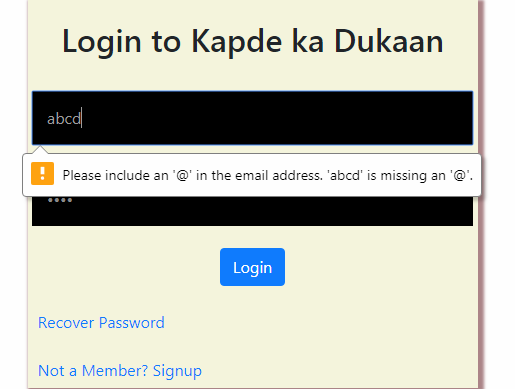 Login to Kapde ka Dukaan
abcd
Please include an '@' in the email address. 'abcd' is missing an '@'.
••••
Login
Recover Password
Not a Member? Signup